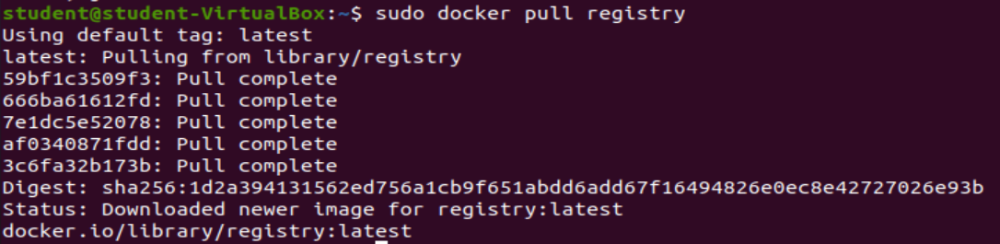 student@student-VirtualBox:~$ sudo docker pull registry
Using default tag: latest
latest: Pulling from library/registry
59bf1c3509f3: Pull complete
666ba61612fd: Pull complete
7e1dc5e52078: Pull complete
af0340871fdd: Pull complete
3c6fa32b173b: Pull complete
Digest: sha256:1d2a394131562ed756a1cb9f651abdd6add67f16494826e0ec8e42727026e93b
Status: Downloaded newer image for registry:latest
docker.io/library/registry:latest